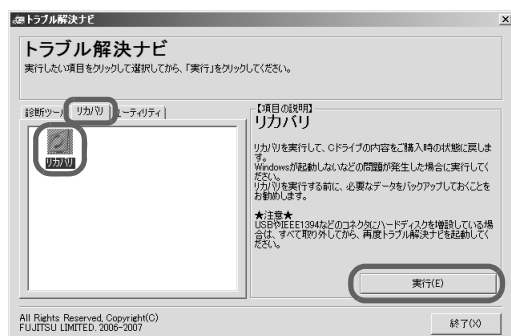 トラブル解決ナビ
トラブル解決ナビ
実行したい項目をクリックして選択してから、「実行」をクリックしてください。
診断ツール
リカバリ
ユーティリティ
リカバリ
【項目の説明】
リカバリ
リカバリを実行して、Cドライブの内容をご購入時の状態に戻しま
す。
Windowsが起動しないなどの問題が発生した場合に実行してく
ださい。
リカバリを実行する前に、必要なデータをバックアップしておくことを
お勧めします。
★注意★
USBやIEEE1394などのコネクタにハードディスクを増設している場
合は、すべて取り外してから、再度トラブル解決ナビを起動してく
ださい。
実行(E)
All Rights Reserved, Copyright(C)
FUJITSU LIMITED. 2006-2007
終了(X)